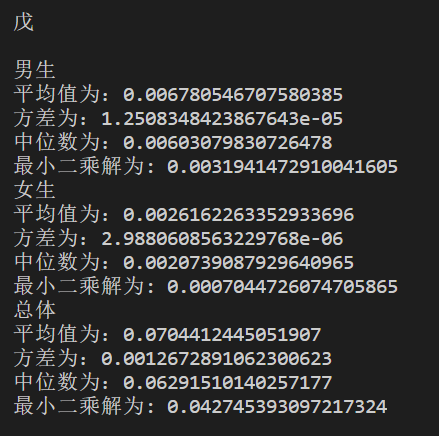 戊
男生
平均值为: 0.006780546707580385
方差为: 1.2508348423867643e-05
中位数为: 0.00603079830726478
最小二乘解为: 0.0031941472910041605
女生
平均值为: 0.0026162263352933696
方差为: 2.9880608563229768e-06
中位数为: 0.0020739087929640965
最小二乘解为: 0.0007044726074705865
总体
平均值为: 0.0704412445051907
方差为: 0.0012672891062300623
中位数为: 0.06291510140257177
最小二乘解为: 0.042745393097217324